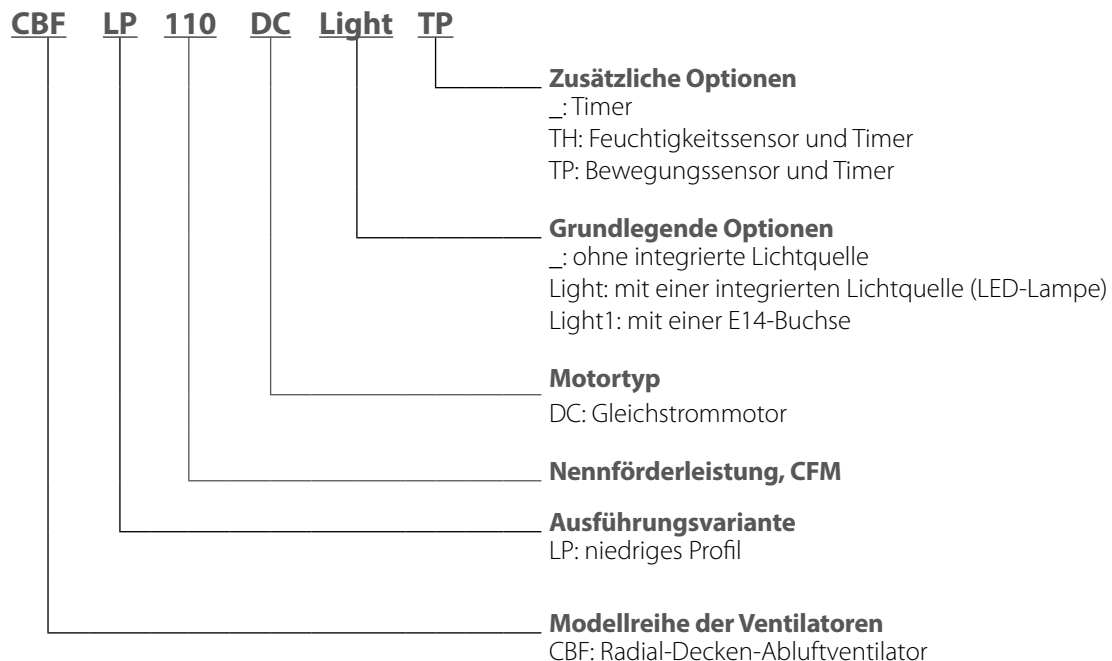 CBF LP 110 DC Light TP
Zusätzliche Optionen
_: Timer
TH: Feuchtigkeitssensor und Timer
TP: Bewegungssensor und Timer
Grundlegende Optionen
_: ohne integrierte Lichtquelle
Light: mit einer integrierten Lichtquelle (LED-Lampe)
Light1: mit einer E14-Buchse
Motortyp
DC: Gleichstrommotor
Nennförderleistung, CFM
Ausführungsvariante
LP: niedriges Profil
Modellreihe der Ventilatoren
CBF: Radial-Decken-Abluftventilator